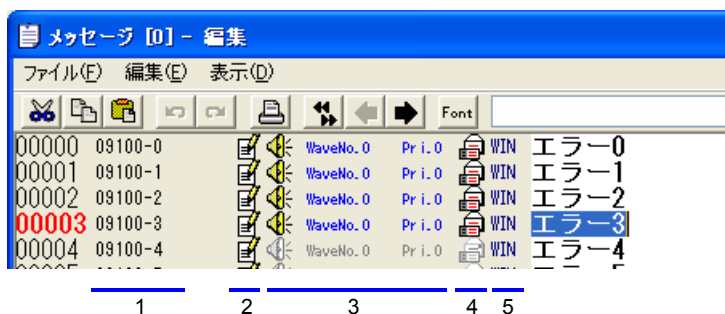 メッセージ [0] - 編集
ファイル(F) 編集(E) 表示(D)
Font
00000 09100-0 WaveNo.0 Pri.0 WIN エラー0
00001 09100-1 WaveNo.0 Pri.0 WIN エラー1
00002 09100-2 WaveNo.0 Pri.0 WIN エラー2
00003 09100-3 WaveNo.0 Pri.0 WIN エラー3
00004 09100-4 WaveNo.0 Pri.0 WIN エラー4
1 2 3 4 5